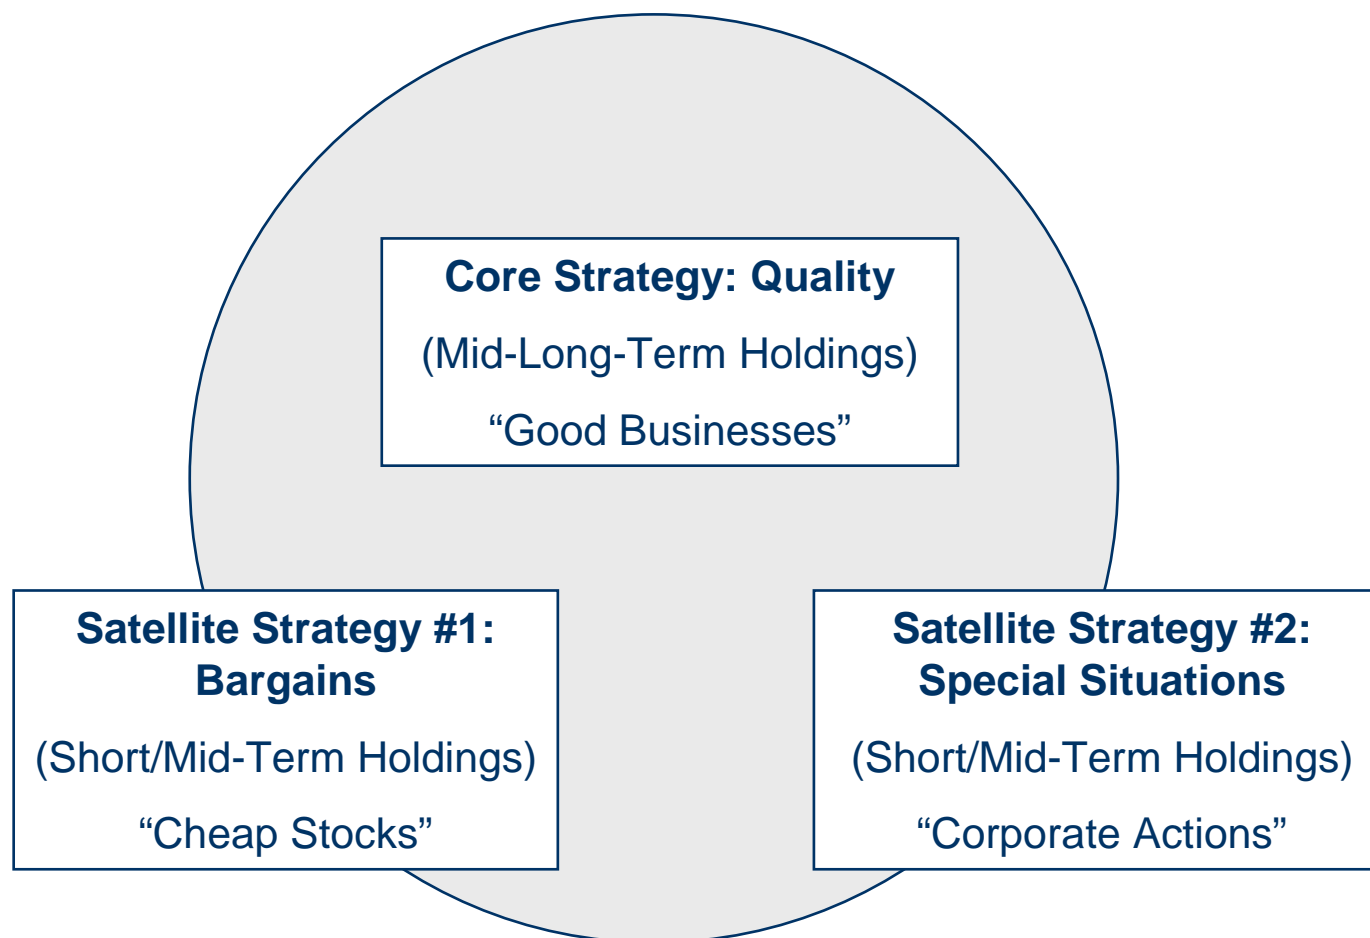 Core Strategy: Quality
(Mid-Long-Term Holdings)
“Good Businesses”
Satellite Strategy #1:
Bargains
(Short/Mid-Term Holdings)
“Cheap Stocks”
Satellite Strategy #2:
Special Situations
(Short/Mid-Term Holdings)
“Corporate Actions”